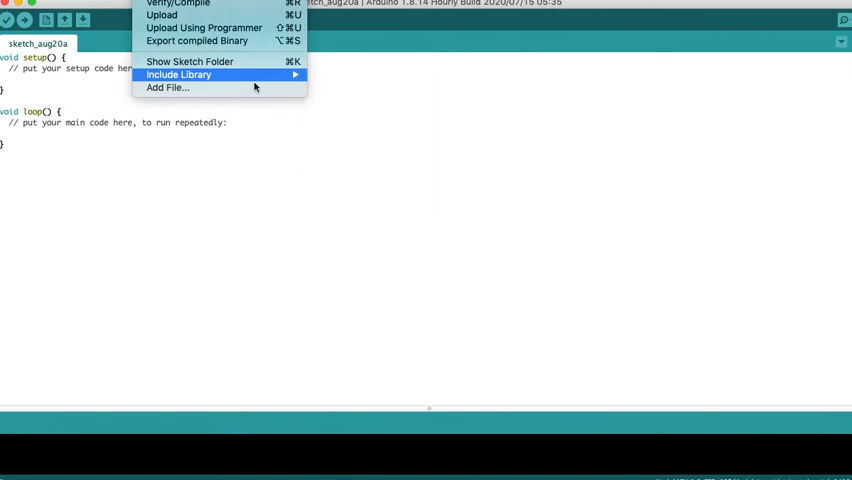 Verify/Compile ⌘R
sketch_aug20a | Arduino 1.8.14 Hourly Build 2020/07/15 05:35
Upload ⌘U
Upload Using Programmer ⇧⌘U
Export compiled Binary ⌥⌘S
sketch_aug20a
Show Sketch Folder ⌘K
Include Library
Add File...
void setup() {
// put your setup code her
}
void loop() {
// put your main code here, to run repeatedly:
}